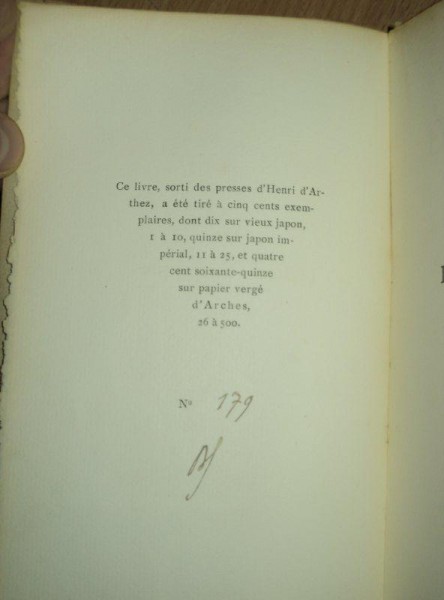 Ce livre, sorti des presses d'Henri d'Ar-
thez, a été tiré à cinq cents exem-
plaires, dont dix sur vieux japon,
1 à 10, quinze sur japon im-
périal, 11 à 25, et quatre
cent soixante-quinze
sur papier vergé
d'Arches,
26 à 500.
No 179